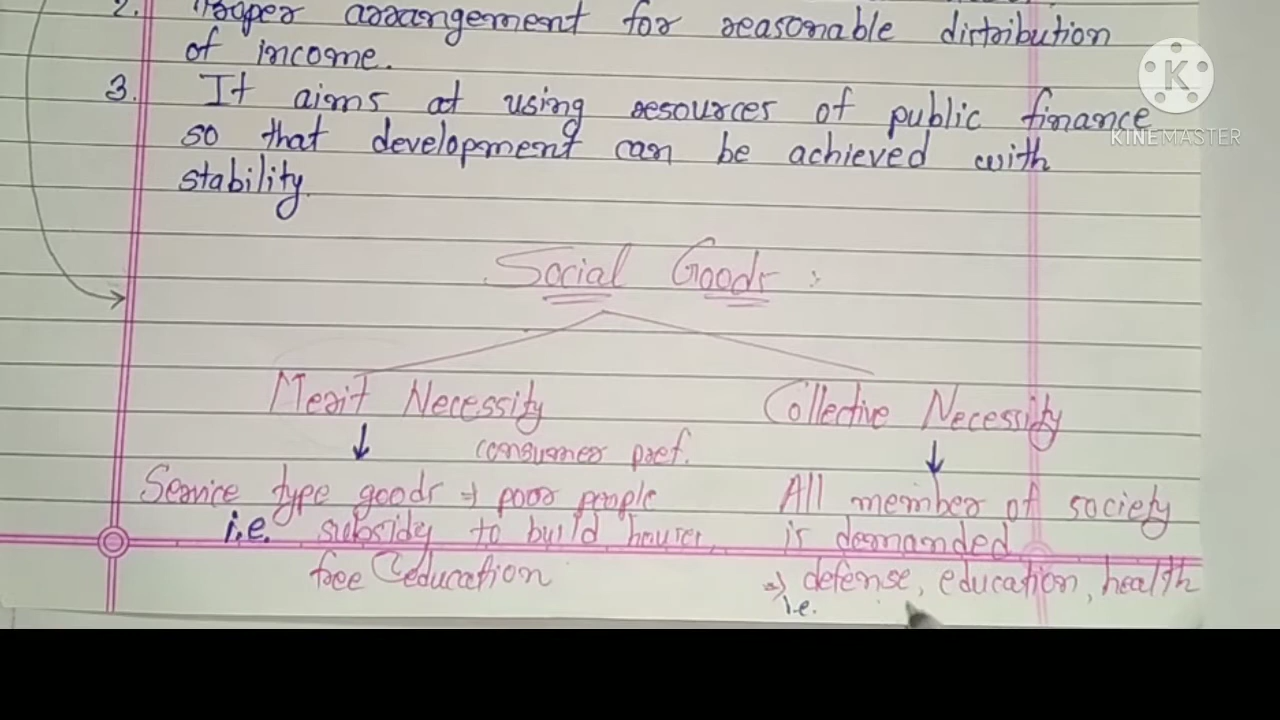 2. Proper arrangement for reasonable distribution
of income.
3. It aims at using resources of public finance
so that development can be achieved with
stability.
K
KINEMASTER
Social Goods :
Merit Necessity
Collective Necessity
consumer pref.
Service type goods → poor people
i.e. subsidy to build houses,
free education
All member of society
is demanded
→ defense, education, health
i.e.